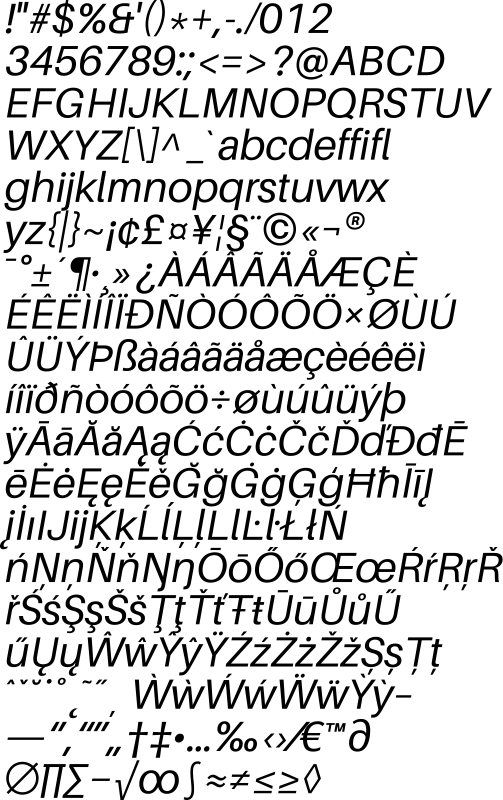 !"#$%&'()*+,-./012
3456789:;<=>?@ABCD
EFGHIJKLMNOPQRSTUV
WXYZ[\]^_`abcdeffifl
ghijklmnopqrstuvwx
yz{|}~¡¢£¤¥¦§¨©«¬®
¯°±´¶·¸»¿ÀÁÂÃÄÅÆÇÈ
ÉÊËÌÍÎÏÐÑÒÓÔÕÖ×ØÙÚ
ÛÜÝÞßàáâãäåæçèéêëì
íîïðñòóôõö÷øùúûüýþ
ÿĀāĂăĄąĆćĊċČčĎďĐđĒ
ēĖėĘęĚěĞğĠġĢģĦħĪīĮ
įİıIJijĶķĹĺĻļĽľĿŀŁłŃ
ńŅņŇňŊŋŌōŐőŒœŔŕŖŗŘ
řŚśŞşŠšŢţŤťŦŧŪūŮůŰ
űŲųŴŵŶŷŸŹźŻżŽžȘșȚț
ˆˇ˘˙˚˛˜˝̦ẀẁẂẃẄẅỲỳ–
—“‚“”„†‡•…‰‹›⁄€™∂
∅∏∑−√∞∫≈≠≤≥◊